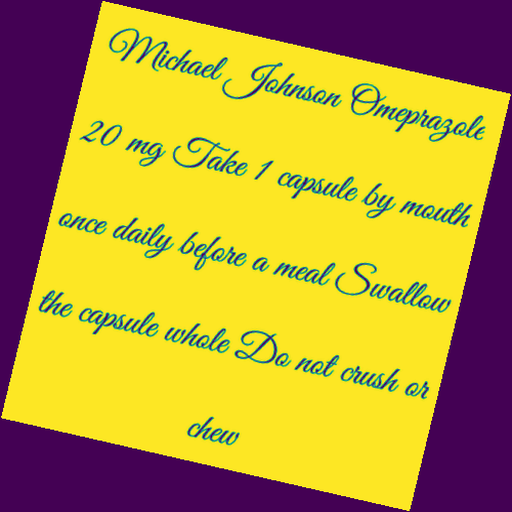 Michael Johnson Omeprazole
20 mg Take 1 capsule by mouth
once daily before a meal Swallow
the capsule whole Do not crush or
chew